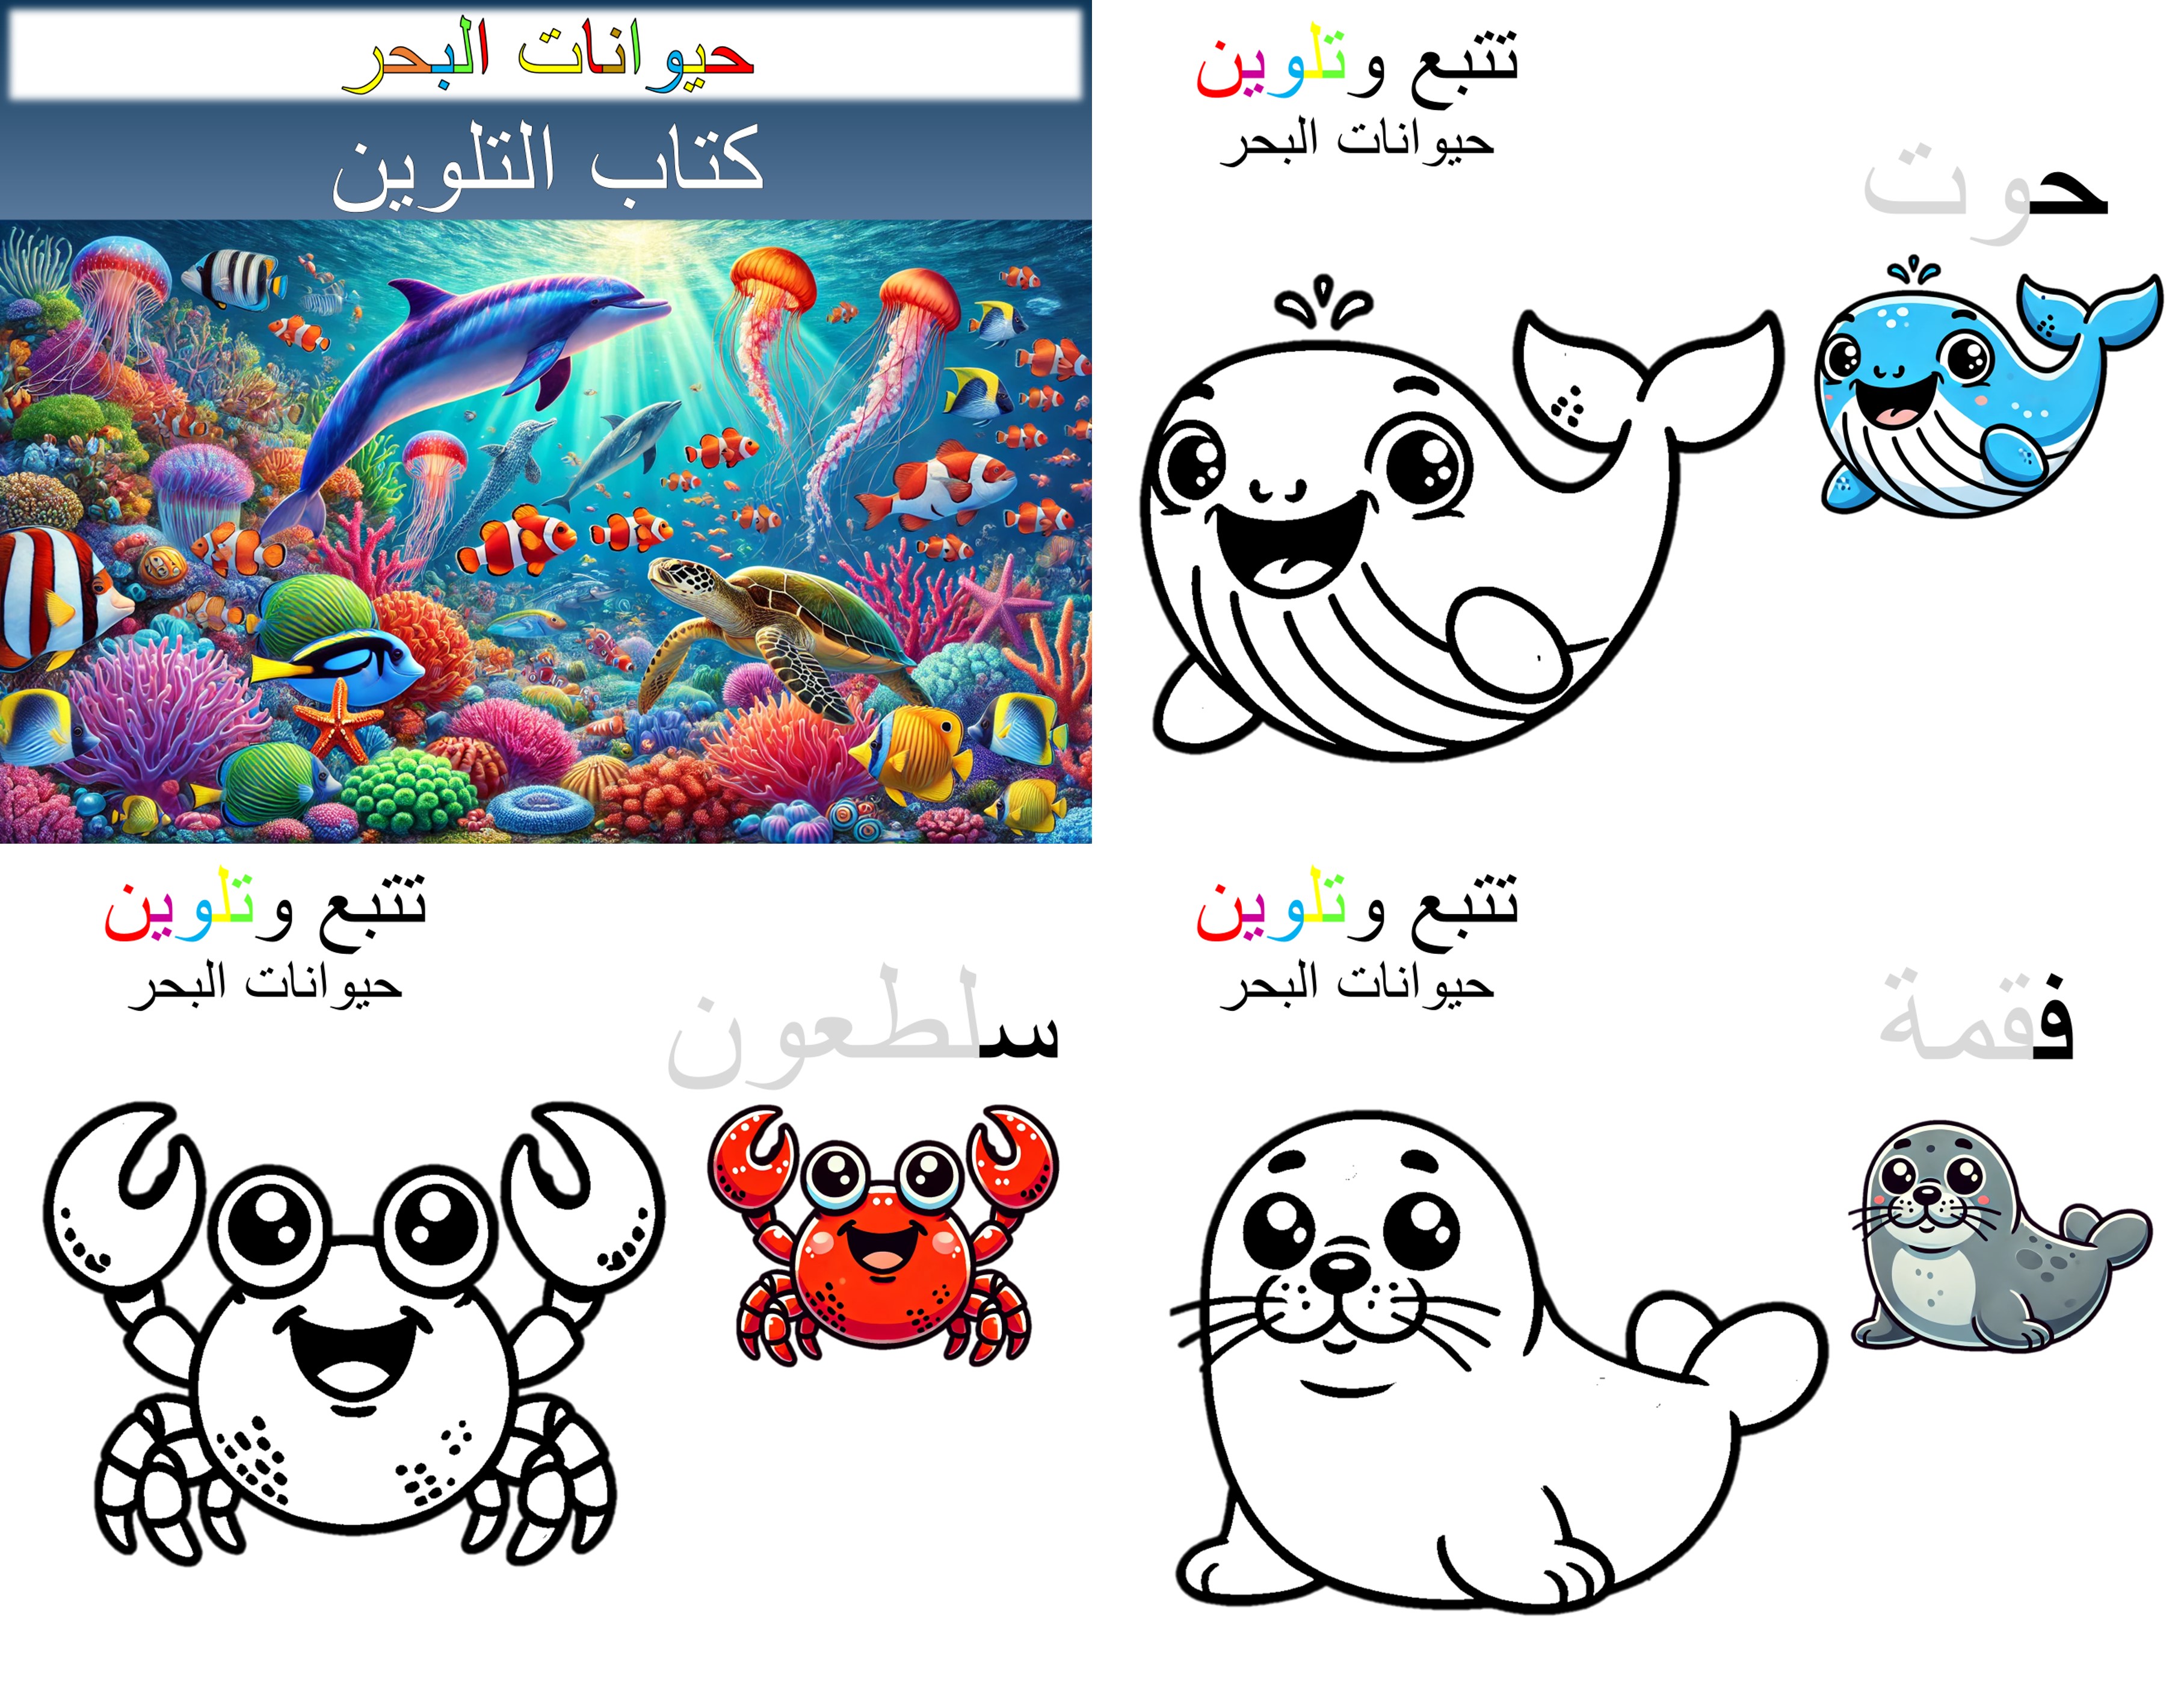 حيوانات البحر
كتاب التلوين
تتبع وتلوين
حيوانات البحر
حوت
تتبع وتلوين
حيوانات البحر
سلطعون
تتبع وتلوين
حيوانات البحر
فقمة